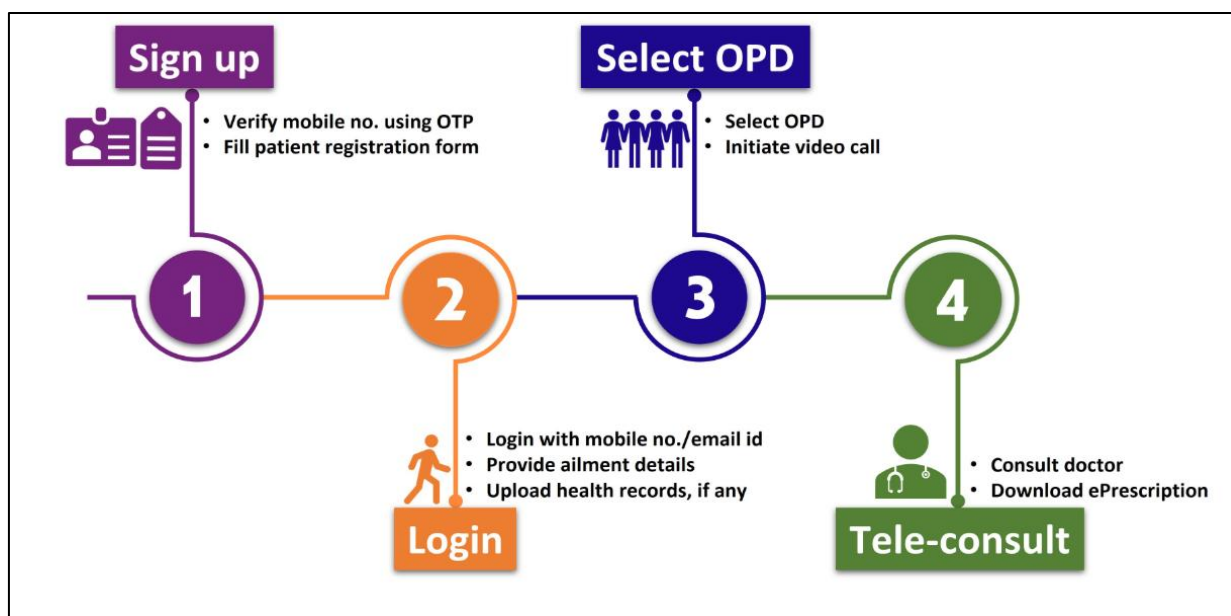 Sign up
• Verify mobile no. using OTP
• Fill patient registration form
Select OPD
• Select OPD
• Initiate video call
1
2
3
4
• Login with mobile no./email id
• Provide ailment details
• Upload health records, if any
Login
• Consult doctor
• Download ePrescription
Tele-consult